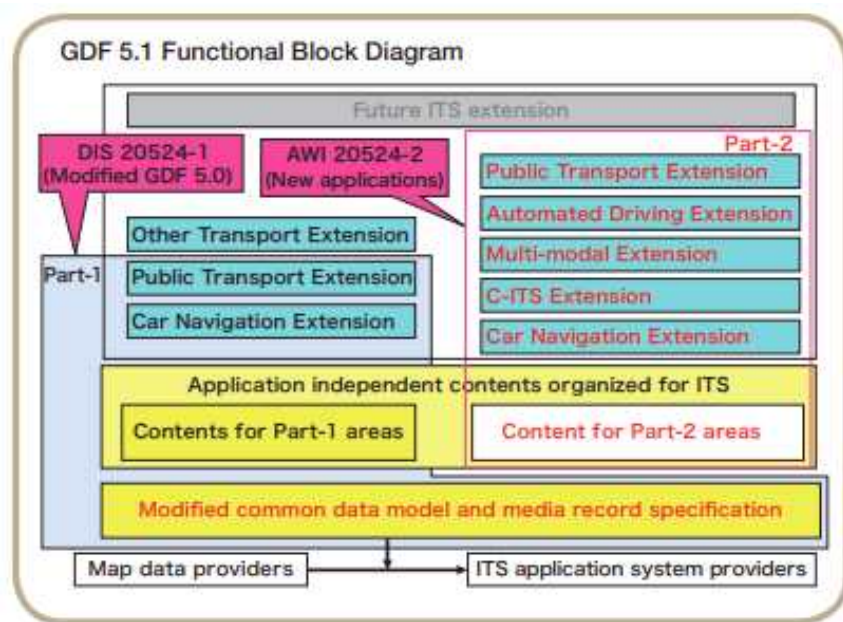 GDF 5.1 Functional Block Diagram
Future ITS extension
DIS 20524-1
(Modified GDF 5.0)
AWI 20524-2
(New applications)
Part-2
Public Transport Extension
Automated Driving Extension
Multi-modal Extension
C-ITS Extension
Car Navigation Extension
Other Transport Extension
Part-1
Public Transport Extension
Car Navigation Extension
Application independent contents organized for ITS
Contents for Part-1 areas
Content for Part-2 areas
Modified common data model and media record specification
Map data providers
ITS application system providers